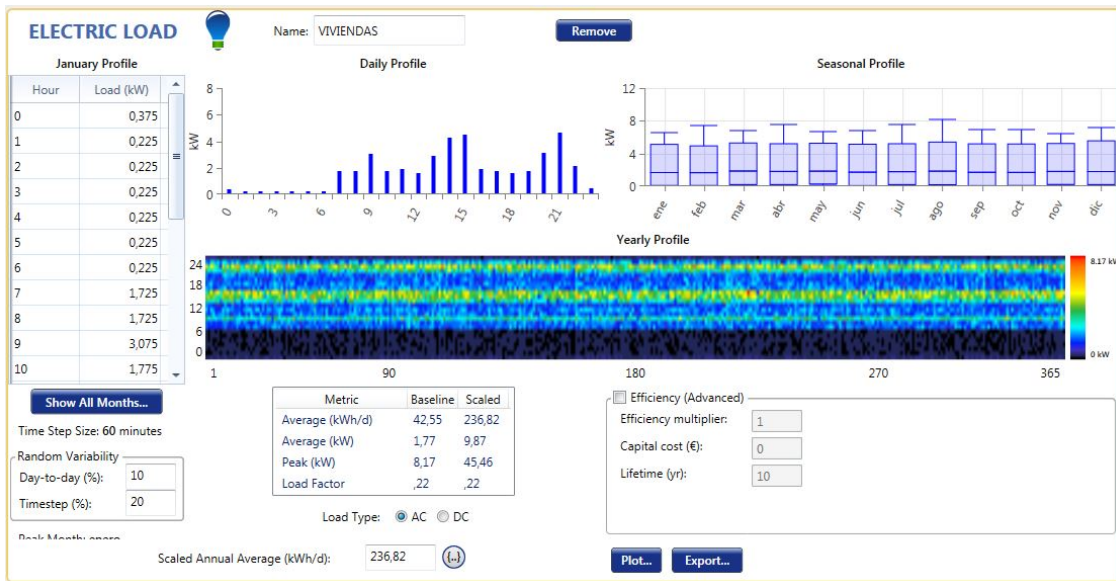 ELECTRIC LOAD
Name: VIVIENDAS
Remove
January Profile
Hour Load (kW)
0 0,375
1 0,225
2 0,225
3 0,225
4 0,225
5 0,225
6 0,225
7 1,725
8 1,725
9 3,075
10 1,775
Show All Months...
Time Step Size: 60 minutes
Random Variability
Day-to-day (%): 10
Timestep (%): 20
Daily Profile
kW
8
6
4
2
0
0 3 6 9 12 15 18 21
Seasonal Profile
kW
12
8
4
0
ene feb mar abr may jun jul ago sep oct nov dic
Yearly Profile
24
18
12
6
0
1 90 180 270 365
8.17 kW
0 kW
Metric Baseline Scaled
Average (kWh/d) 42,55 236,82
Average (kW) 1,77 9,87
Peak (kW) 8,17 45,46
Load Factor ,22 ,22
Load Type: AC DC
Scaled Annual Average (kWh/d): 236,82 {..}
Efficiency (Advanced)
Efficiency multiplier: 1
Capital cost (€): 0
Lifetime (yr): 10
Plot... Export...